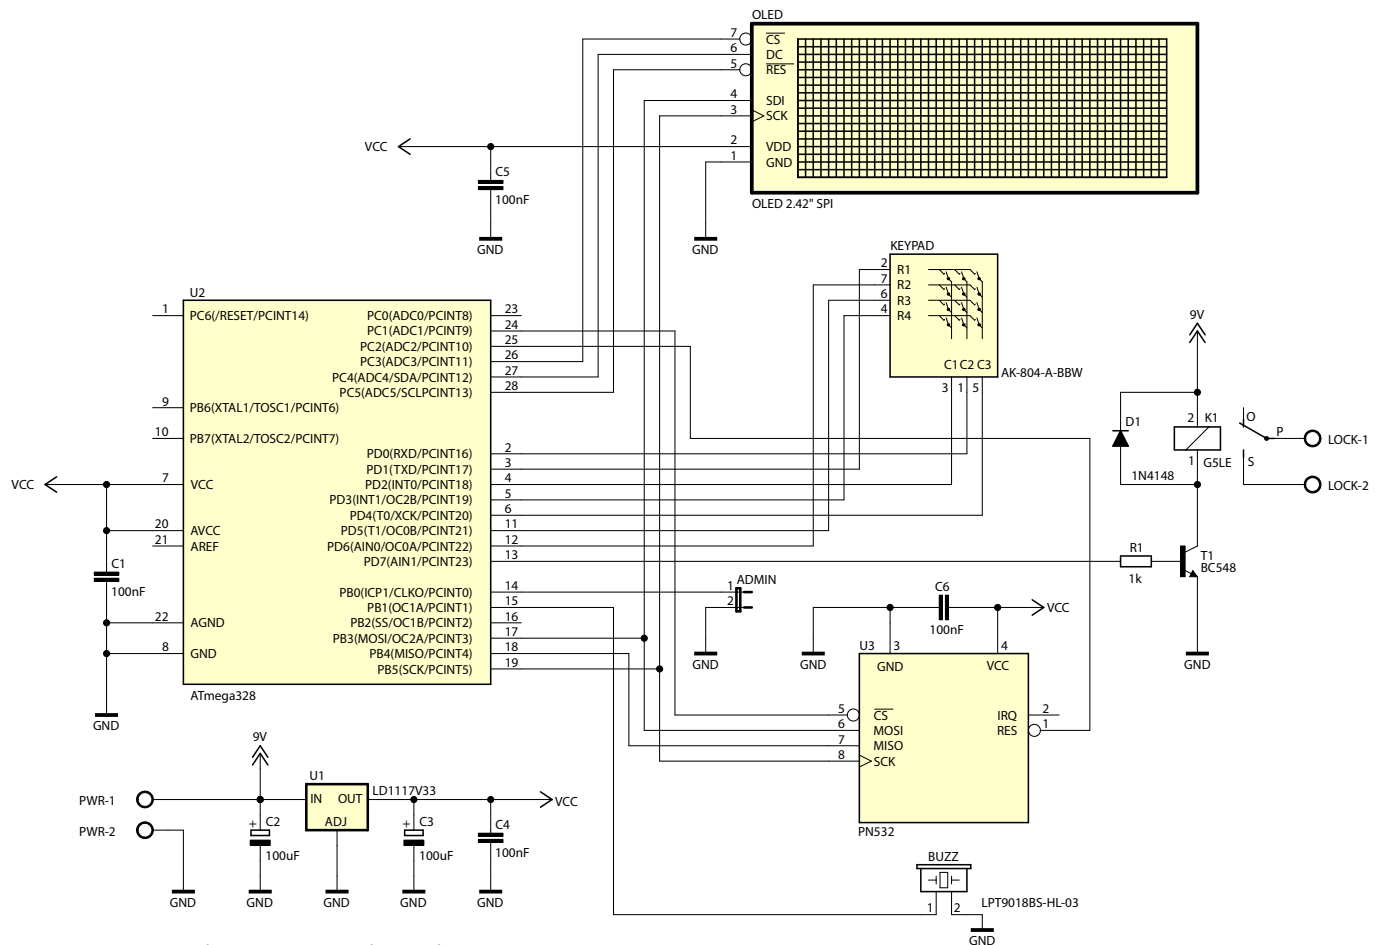 OLED
7 CS
6 DC
5 RES
4 SDI
3 SCK
2 VDD
1 GND
OLED 2.42" SPI
VCC
C5
100nF
GND
GND
KEYPAD
2 R1
7 R2
6 R3
4 R4
C1 C2 C3
3 1 5
AK-804-A-BBW
U2
1 PC6(/RESET/PCINT14)
9 PB6(XTAL1/TOSC1/PCINT6)
10 PB7(XTAL2/TOSC2/PCINT7)
VCC
7 VCC
20 AVCC
21 AREF
C1
100nF
22 AGND
8 GND
GND
PC0(ADC0/PCINT8) 23
PC1(ADC1/PCINT9) 24
PC2(ADC2/PCINT10) 25
PC3(ADC3/PCINT11) 26
PC4(ADC4/SDA/PCINT12) 27
PC5(ADC5/SCLPCINT13) 28
PD0(RXD/PCINT16) 2
PD1(TXD/PCINT17) 3
PD2(INT0/PCINT18) 4
PD3(INT1/OC2B/PCINT19) 5
PD4(T0/XCK/PCINT20) 6
PD5(T1/OC0B/PCINT21) 11
PD6(AIN0/OC0A/PCINT22) 12
PD7(AIN1/PCINT23) 13
PB0(ICP1/CLKO/PCINT0) 14
PB1(OC1A/PCINT1) 15
PB2(SS/OC1B/PCINT2) 16
PB3(MOSI/OC2A/PCINT3) 17
PB4(MISO/PCINT4) 18
PB5(SCK/PCINT5) 19
ATmega328
9V
D1
1N4148
2 K1
1 G5LE
O
P
S
LOCK-1
LOCK-2
R1
1k
T1
BC548
GND
ADMIN
1
2
GND
C6
100nF
VCC
GND
U3
3
GND
4
VCC
5 CS
6 MOSI
7 MISO
8 SCK
IRQ 2
RES 1
PN532
9V
PWR-1
PWR-2
U1
IN OUT
ADJ
LD1117V33
VCC
+ C2
100uF
+ C3
100uF
C4
100nF
GND
GND
GND
GND
GND
BUZZ
1 2
LPT9018BS-HL-03
GND